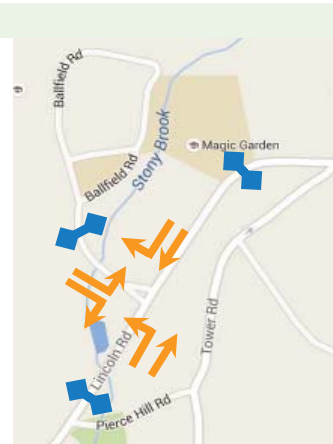 Ballfield Rd
Stony Brook
Magic Garden
Ballfield Rd
Lincoln Rd
Tower Rd
Pierce Hill Rd